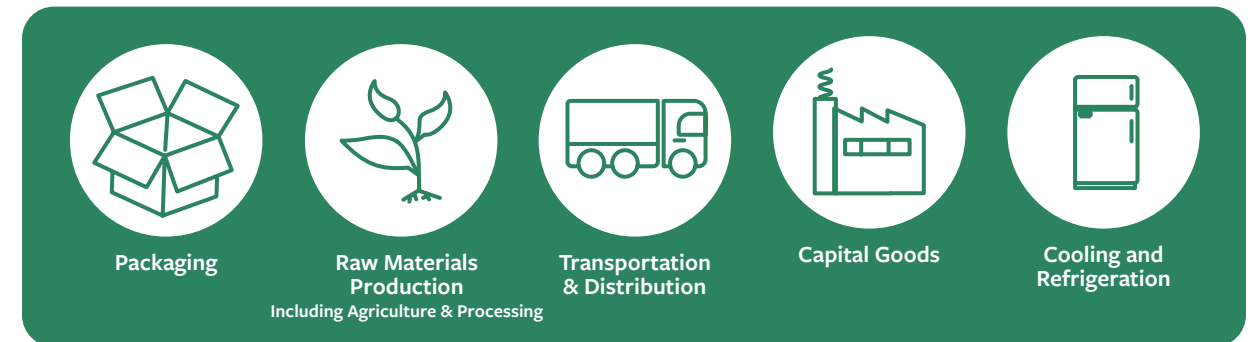 Packaging
Raw Materials
Production
Including Agriculture & Processing
Transportation
& Distribution
Capital Goods
Cooling and
Refrigeration